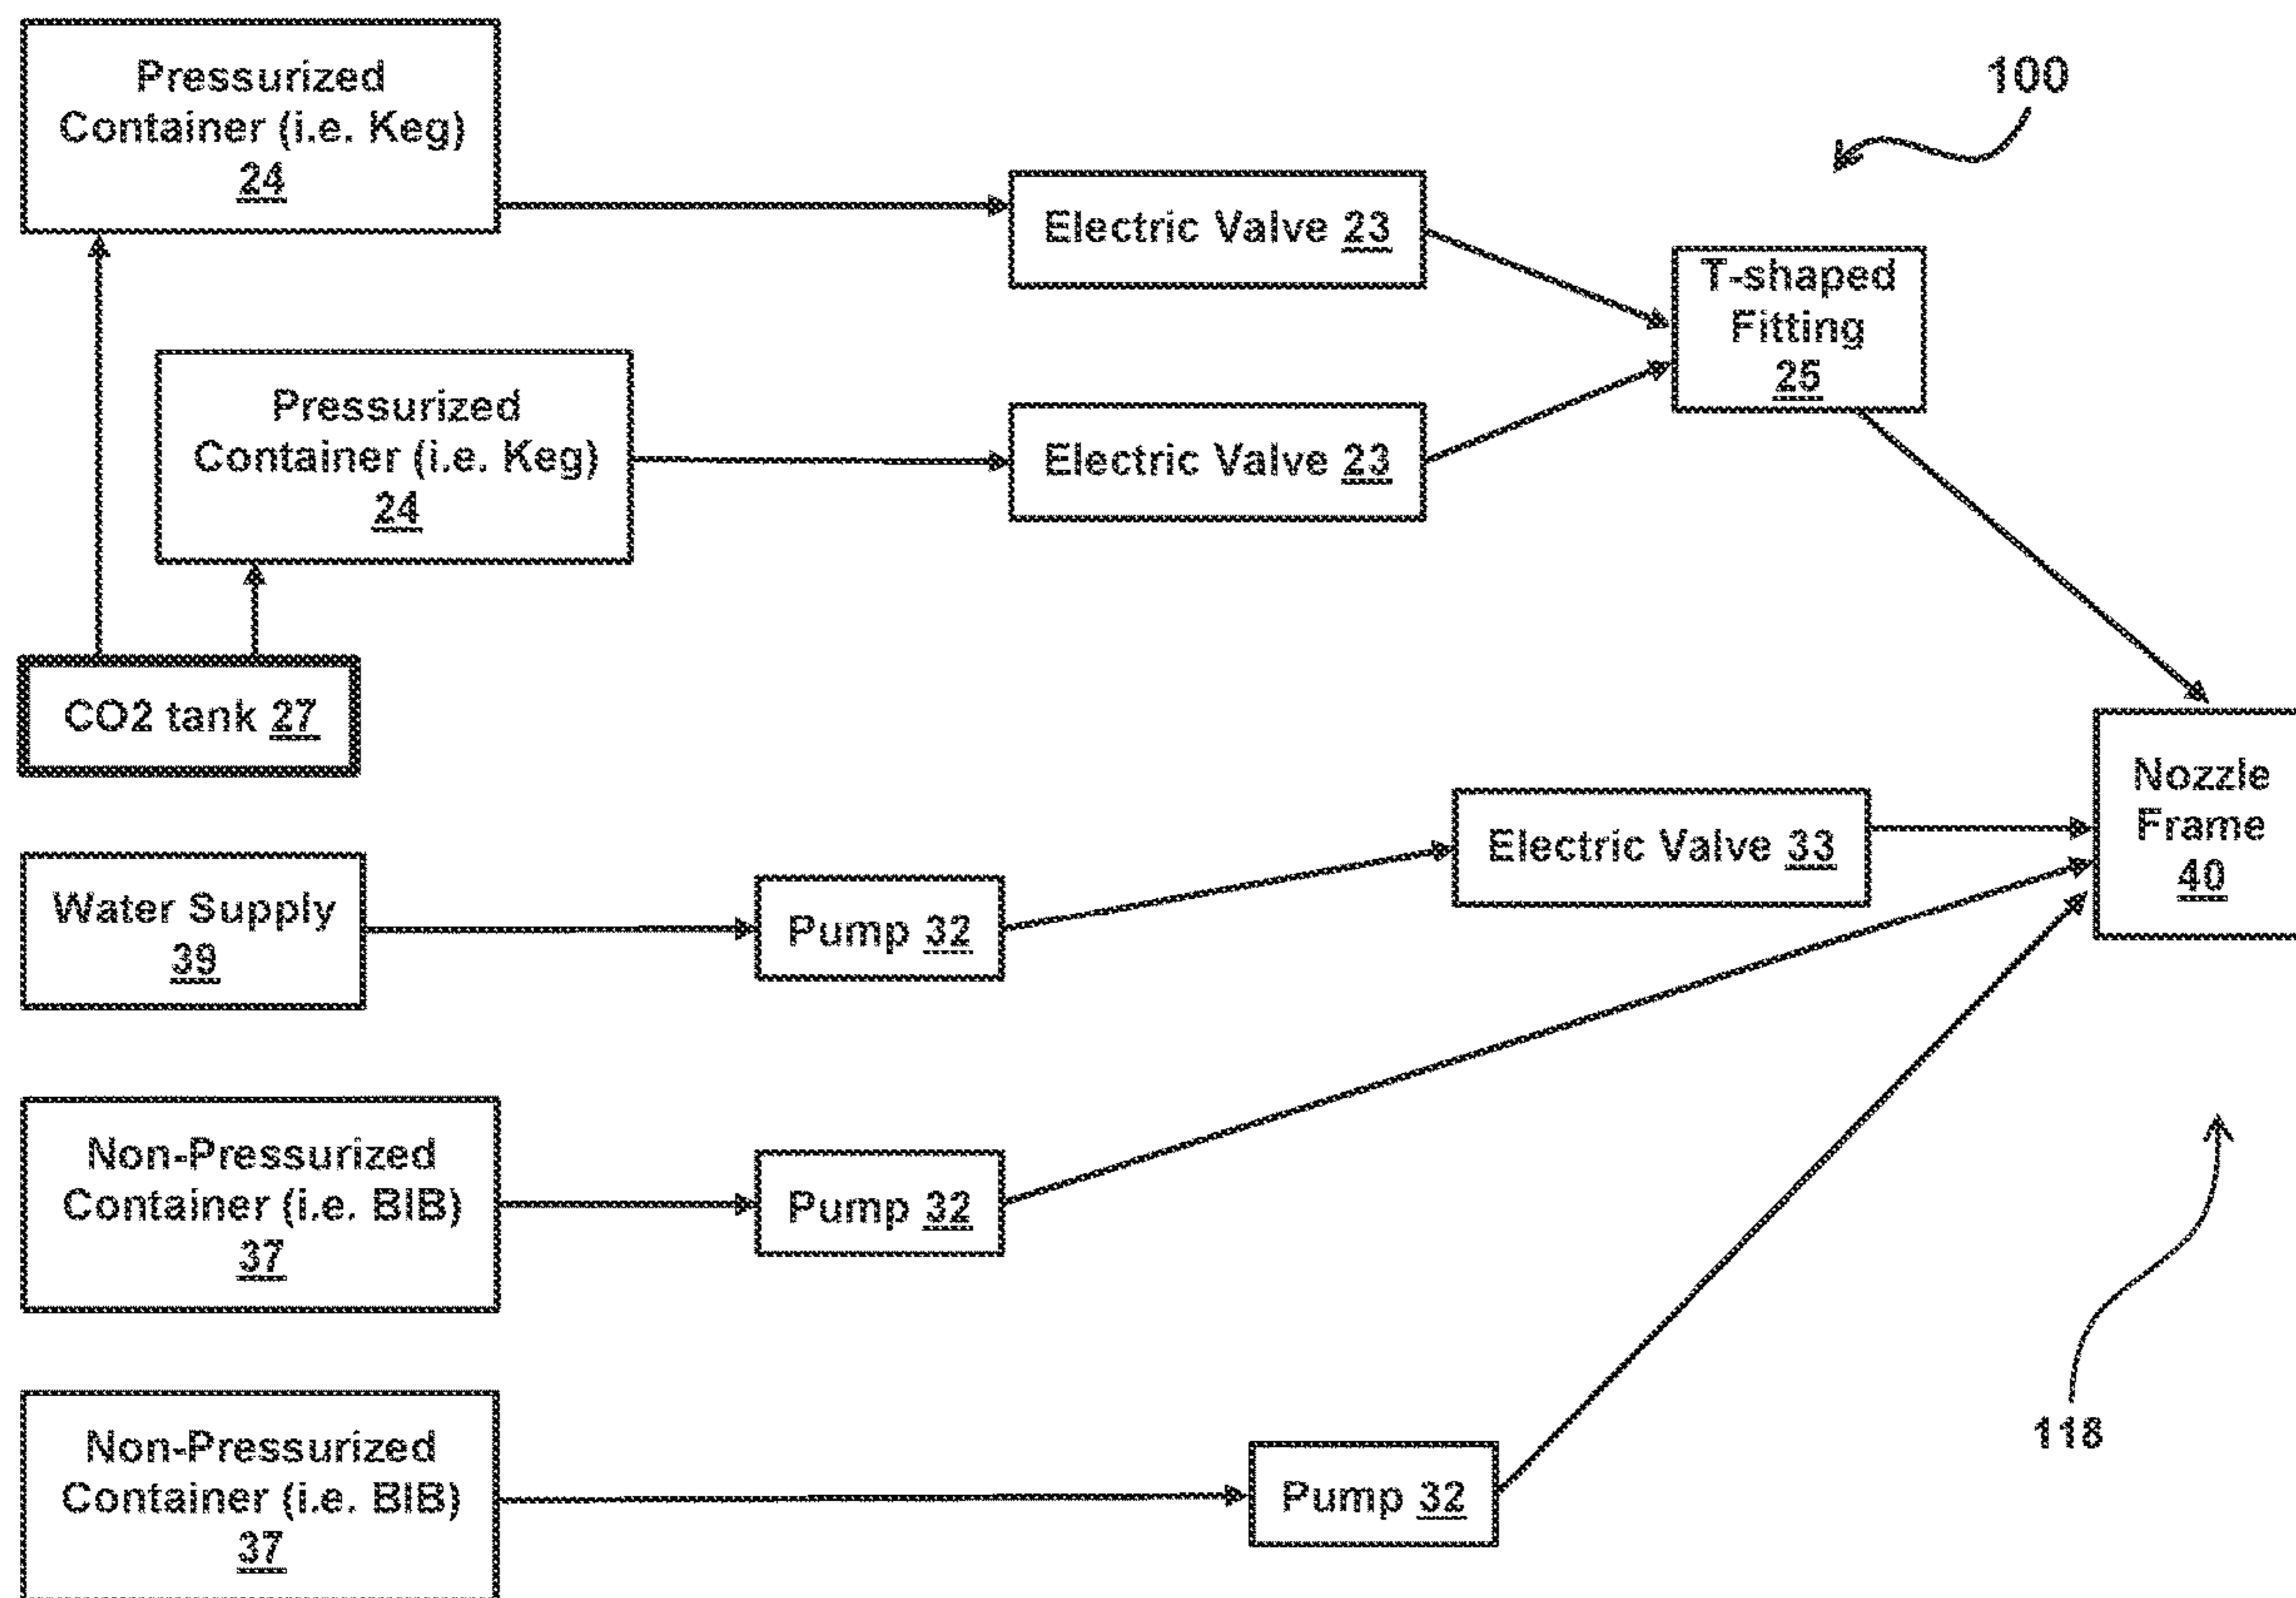 Pressurized
Container (i.e. Keg)
24
100
Electric Valve 23
T-shaped
Fitting
25
Pressurized
Container (i.e. Keg)
24
Electric Valve 23
CO2 tank 27
Nozzle
Frame
40
Electric Valve 33
Water Supply
39
Pump 32
Non-Pressurized
Container (i.e. BIB)
37
Pump 32
118
Non-Pressurized
Container (i.e. BIB)
37
Pump 32